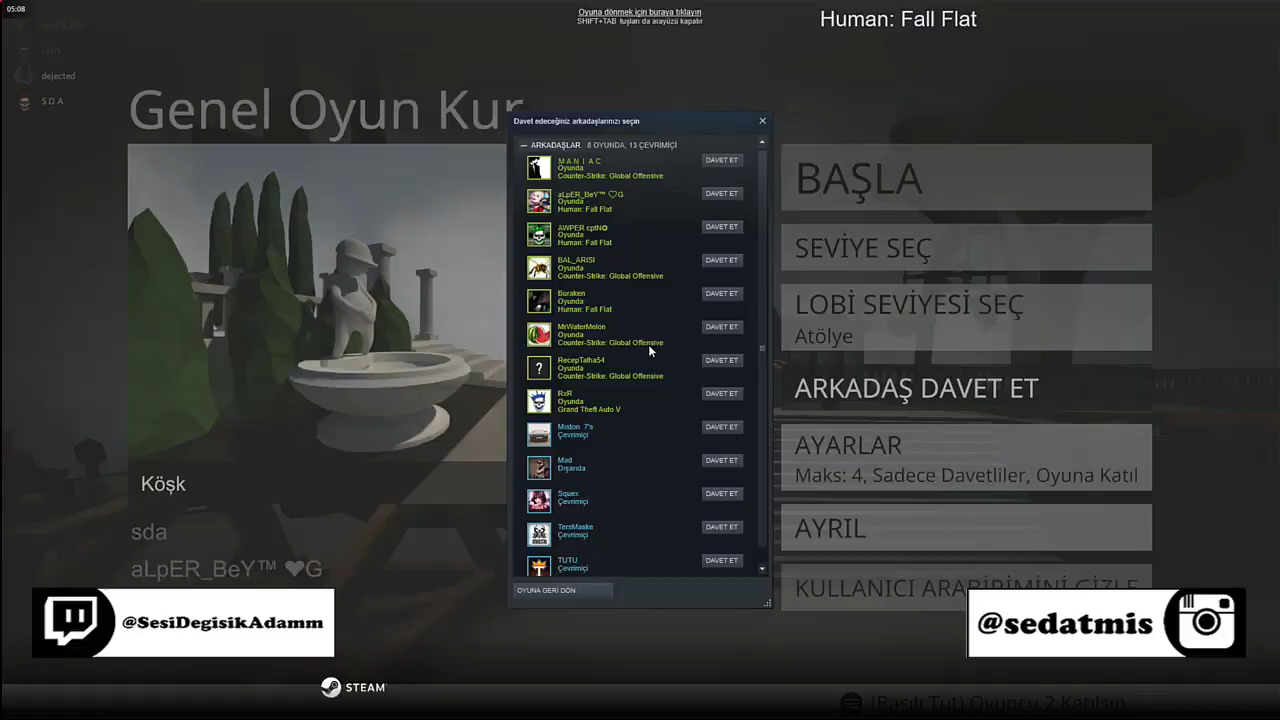 05:08
Oyuna dönmek için buraya tıklayın
SHIFT+TAB tuşları da arayüzü kapatır
Human: Fall Flat
dejected
S D A
Genel Oyun Kur
Davet edeceğiniz arkadaşlarınızı seçin
ARKADAŞLAR 8 OYUNDA, 13 ÇEVRİMİÇİ
M A N I A C
Oyunda
Counter-Strike: Global Offensive
DAVET ET
aLpER_BeY™ ♡G
Oyunda
Human: Fall Flat
DAVET ET
AWPER cptN✪
Oyunda
Human: Fall Flat
DAVET ET
BAL_ARISI
Oyunda
Counter-Strike: Global Offensive
DAVET ET
Buraken
Oyunda
Human: Fall Flat
DAVET ET
MrWaterMelon
Oyunda
Counter-Strike: Global Offensive
DAVET ET
RecepTalha54
Oyunda
Counter-Strike: Global Offensive
DAVET ET
RxR
Oyunda
Grand Theft Auto V
DAVET ET
Miston 7's
Çevrimiçi
DAVET ET
Mad
Dışarıda
DAVET ET
Squex
Çevrimiçi
DAVET ET
TersMaske
Çevrimiçi
DAVET ET
TUTU
Çevrimiçi
DAVET ET
OYUNA GERİ DÖN
BAŞLA
SEVİYE SEÇ
LOBİ SEVİYESİ SEÇ
Atölye
ARKADAŞ DAVET ET
AYARLAR
Maks: 4, Sadece Davetliler, Oyuna Katıl
AYRIL
KULLANICI ARABİRİMİNİ GİZLE
Köşk
sda
aLpER_BeY™ ♥G
@SesiDegisikAdamm
@sedatmis
STEAM
[Basılı Tut] Oyuncu 2 Katılsın